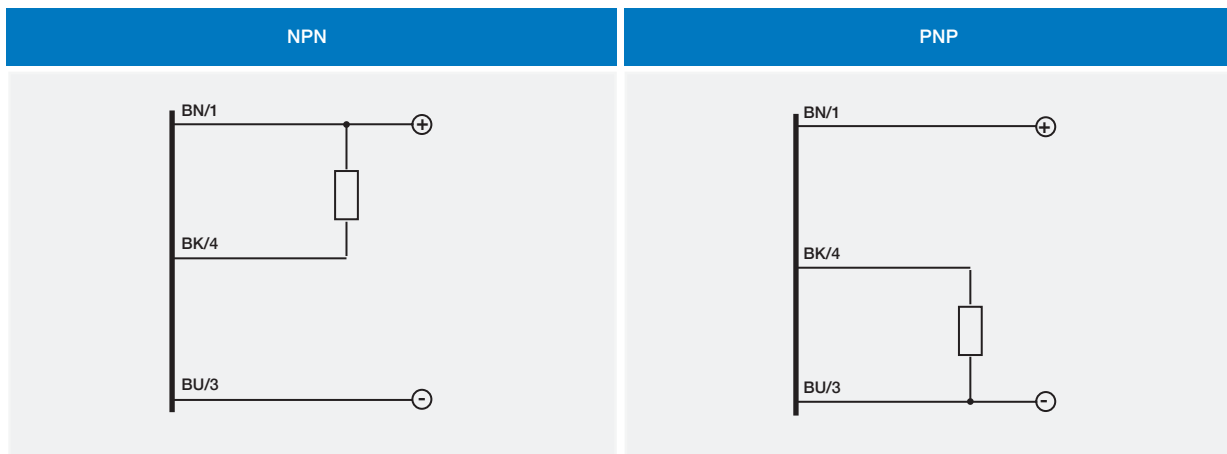 NPN
PNP
BN/1
+
BK/4
BU/3
-
BN/1
+
BK/4
BU/3
-